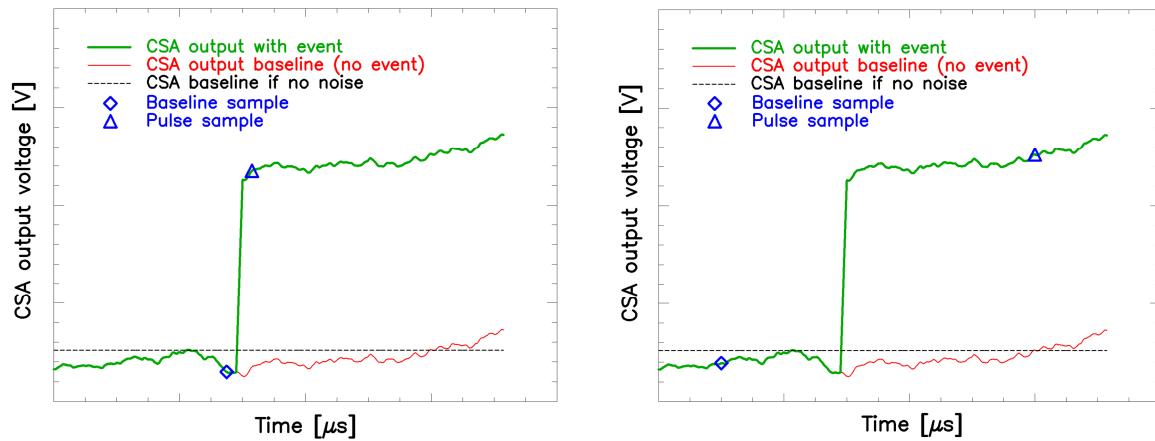 CSA output voltage [V]
CSA output with event
CSA output baseline (no event)
CSA baseline if no noise
Baseline sample
Pulse sample
Time [μs]
CSA output voltage [V]
CSA output with event
CSA output baseline (no event)
CSA baseline if no noise
Baseline sample
Pulse sample
Time [μs]